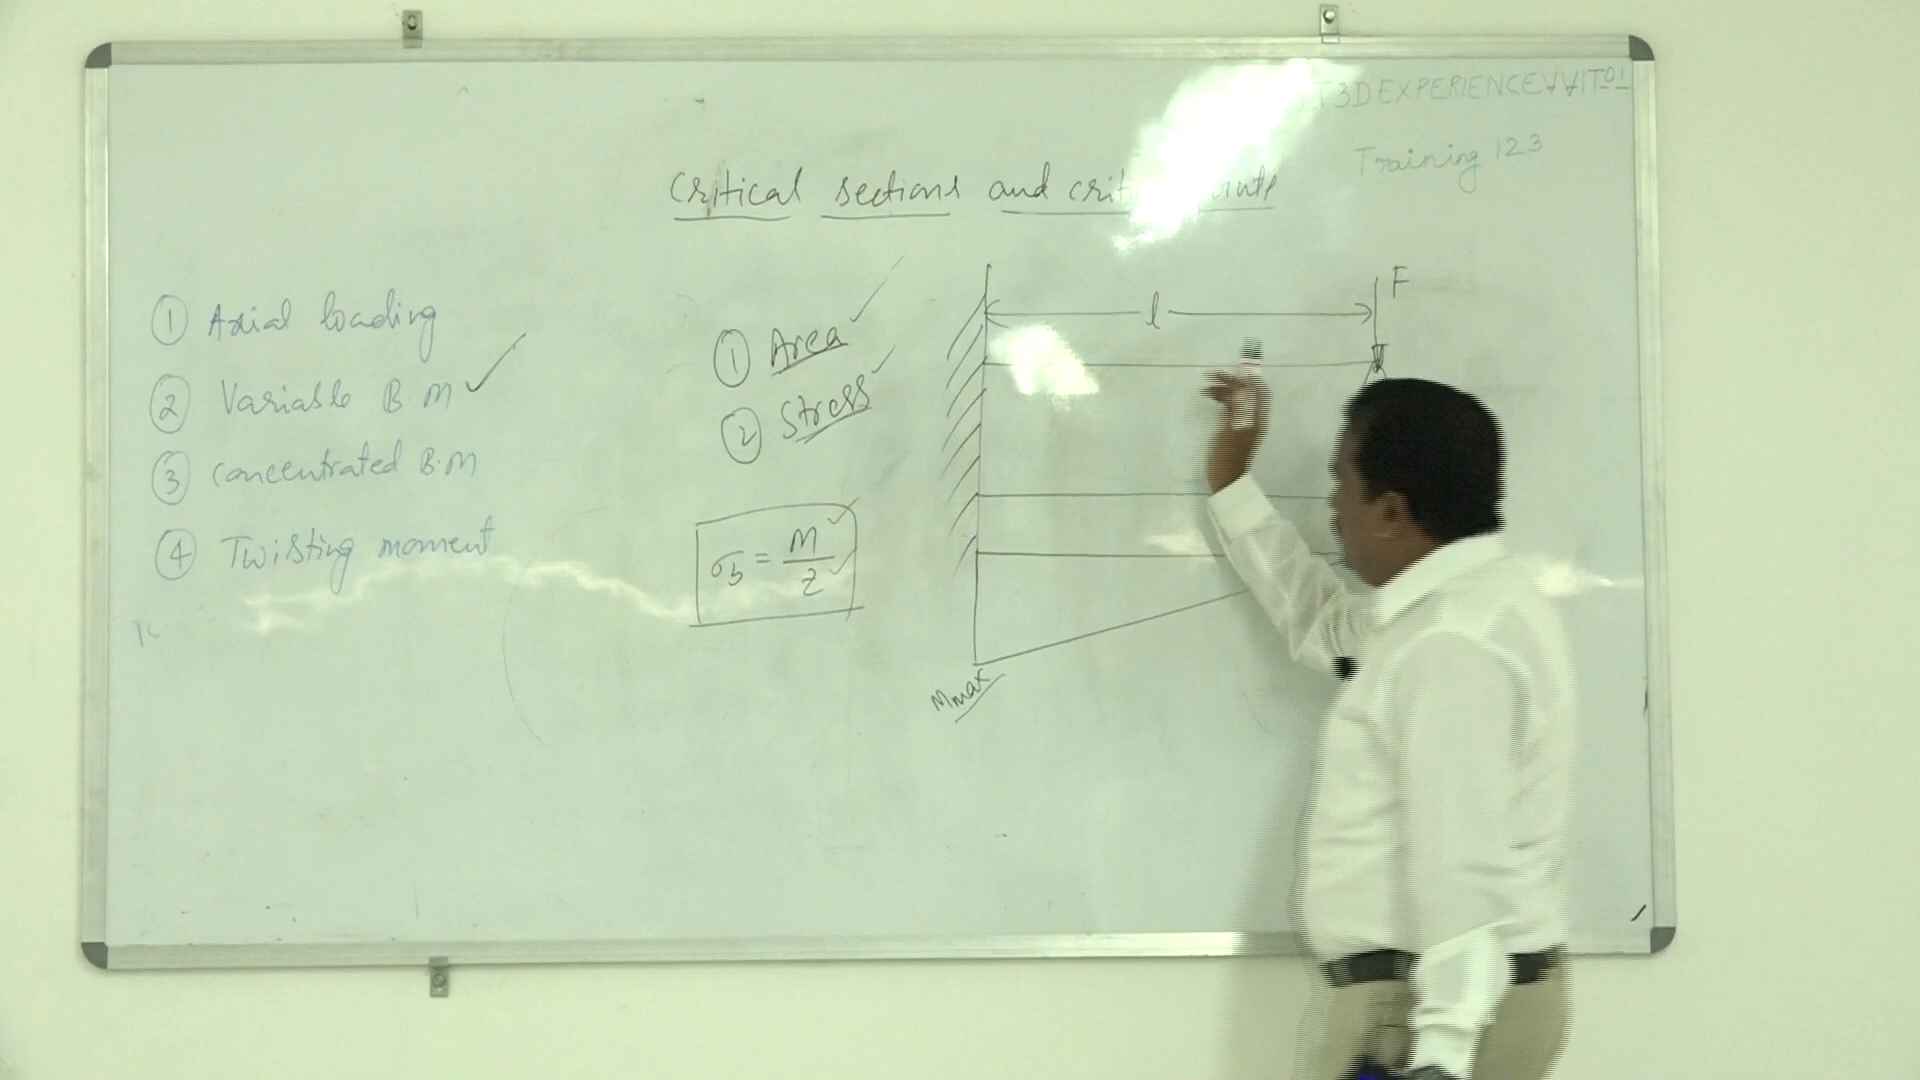 T3DEXPERIENCEVVIT01
Training 123
Critical sections and
① Axial loading
② Variable B.M ✓
③ Concentrated B.M
④ Twisting moment
① Area ✓
② Stress ✓
σb = M / Z
l
F
Mmax